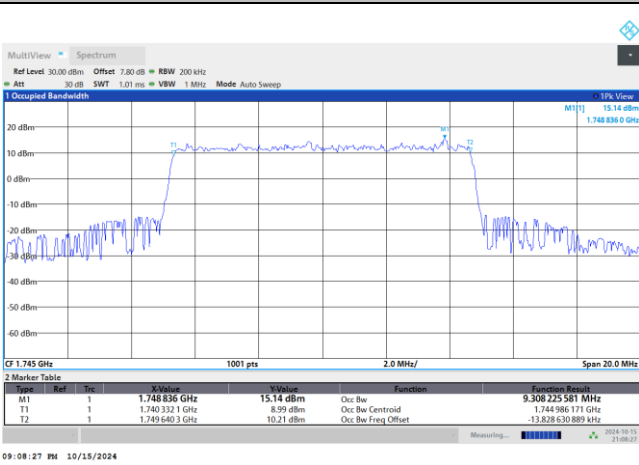 MultiView Spectrum
Ref Level 30.00 dBm Offset 7.80 dB RBW 200 kHz
Att 30 dB SWT 1.01 ms VBW 1 MHz Mode Auto Sweep
1 Occupied Bandwidth 1Pk View
M1[1] 15.14 dBm
1.748 836 0 GHz
20 dBm
M1
T1
T2
10 dBm
0 dBm
-10 dBm
-20 dBm
-30 dBm
-40 dBm
-50 dBm
-60 dBm
CF 1.745 GHz 1001 pts 2.0 MHz/ Span 20.0 MHz
2 Marker Table
Type Ref Trc X-Value Y-Value Function Function Result
M1 1 1.748 836 GHz 15.14 dBm Occ Bw 9.308 225 581 MHz
T1 1 1.740 332 1 GHz 8.99 dBm Occ Bw Centroid 1.744 986 171 GHz
T2 1 1.749 640 3 GHz 10.21 dBm Occ Bw Freq Offset -13.828 630 889 kHz
Measuring... 2024-10-15
21:08:27
09:08:27 PM 10/15/2024